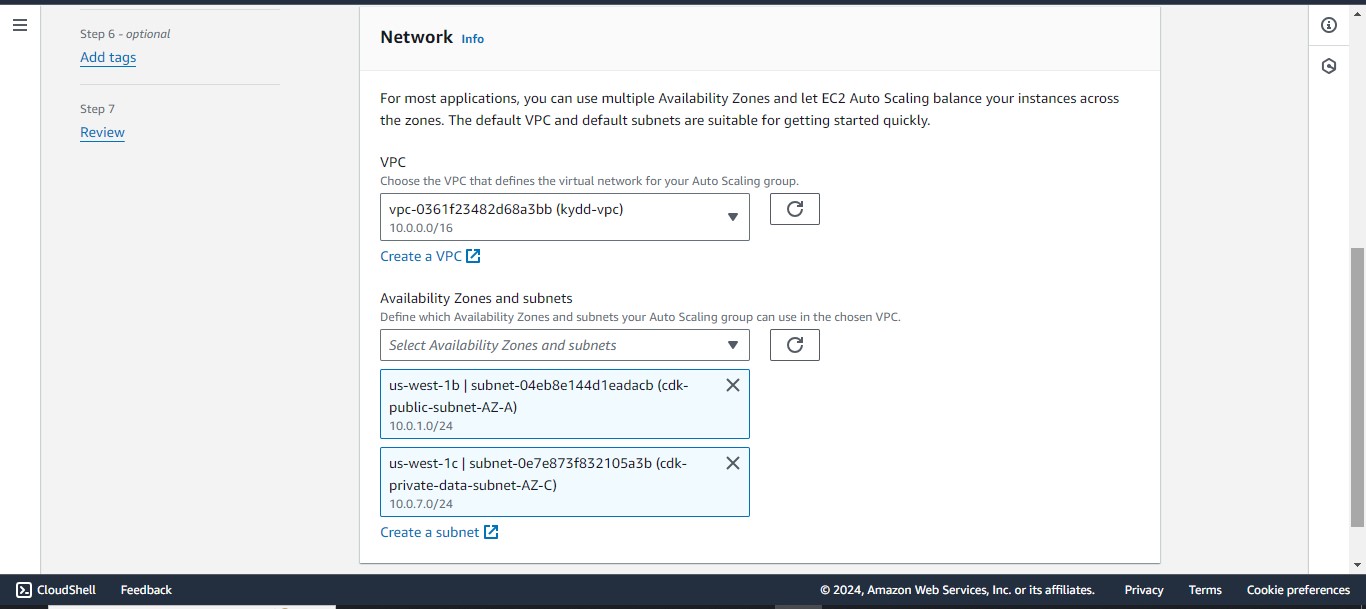 Step 6 - optional
Add tags
Step 7
Review
Network Info
For most applications, you can use multiple Availability Zones and let EC2 Auto Scaling balance your instances across
the zones. The default VPC and default subnets are suitable for getting started quickly.
VPC
Choose the VPC that defines the virtual network for your Auto Scaling group.
vpc-0361f23482d68a3bb (kydd-vpc)
10.0.0.0/16
Create a VPC
Availability Zones and subnets
Define which Availability Zones and subnets your Auto Scaling group can use in the chosen VPC.
Select Availability Zones and subnets
us-west-1b | subnet-04eb8e144d1eadacb (cdk-
public-subnet-AZ-A)
10.0.1.0/24
us-west-1c | subnet-0e7e873f832105a3b (cdk-
private-data-subnet-AZ-C)
10.0.7.0/24
Create a subnet
CloudShell Feedback © 2024, Amazon Web Services, Inc. or its affiliates. Privacy Terms Cookie preferences